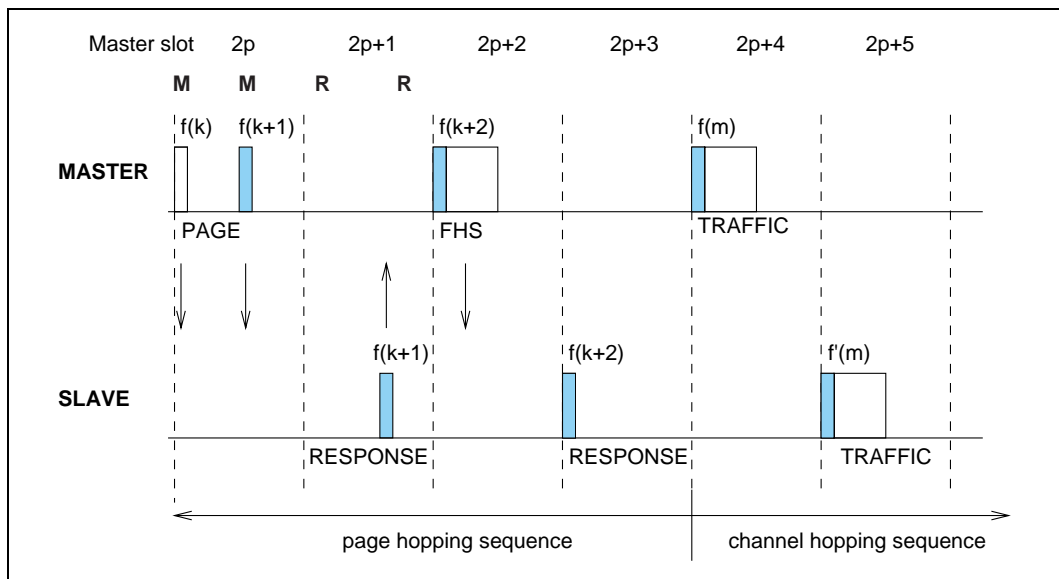 Master slot 2p 2p+1 2p+2 2p+3 2p+4 2p+5
M M R R
f(k) f(k+1) f(k+2) f(m)
MASTER
PAGE FHS TRAFFIC
f(k+1) f(k+2) f'(m)
SLAVE
RESPONSE RESPONSE TRAFFIC
page hopping sequence channel hopping sequence